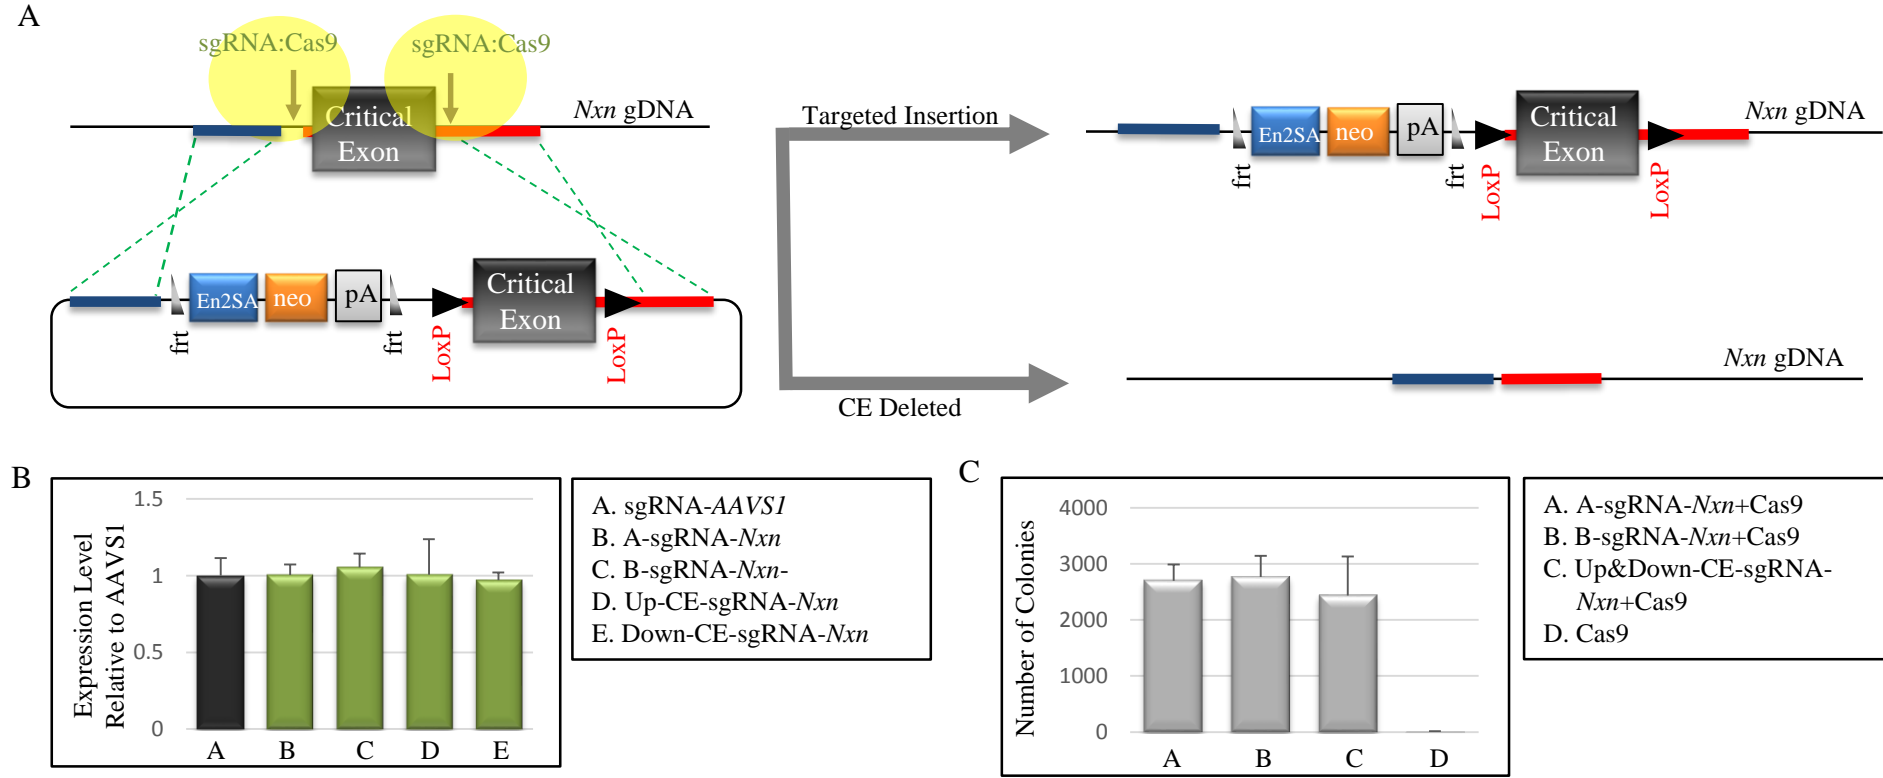 A
sgRNA:Cas9
sgRNA:Cas9
Critical
Exon
Nxn gDNA
En2SA
neo
pA
Critical
Exon
frt
frt
LoxP
LoxP
Targeted Insertion
CE Deleted
En2SA
neo
pA
Critical
Exon
Nxn gDNA
frt
frt
LoxP
LoxP
Nxn gDNA
B
Expression Level
Relative to AAVS1
1.5
1
0.5
0
A B C D E
A. sgRNA-AAVS1
B. A-sgRNA-Nxn
C. B-sgRNA-Nxn-
D. Up-CE-sgRNA-Nxn
E. Down-CE-sgRNA-Nxn
C
Number of Colonies
4000
3000
2000
1000
0
A B C D
A. A-sgRNA-Nxn+Cas9
B. B-sgRNA-Nxn+Cas9
C. Up&Down-CE-sgRNA-
Nxn+Cas9
D. Cas9